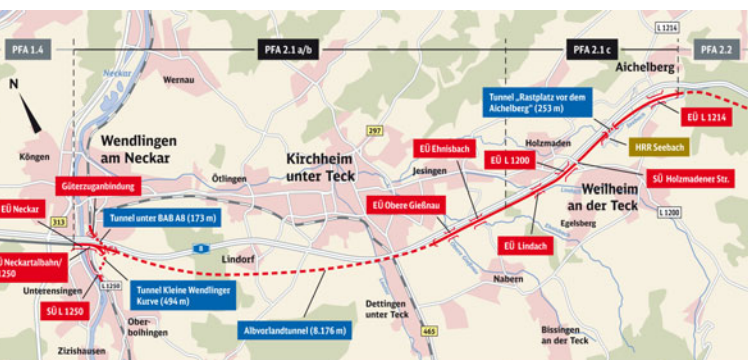 PFA 1.4
PFA 2.1 a/b
PFA 2.1 c
PFA 2.2
L 1214
N
Neckar
Wernau
Aichelberg
Tunnel „Rastplatz vor dem
Aichelberg“ (253 m)
EÜ L 1214
Köngen
Wendlingen
am Neckar
297
EÜ Ehnisbach
Holzmaden
HRR Seebach
Kirchheim
unter Teck
EÜ L 1200
Ötlingen
Jesingen
SÜ Holzmadener Str.
Güterzuganbindung
Weilheim
an der Teck
EÜ Neckar
313
Tunnel unter BAB A8 (173 m)
EÜ Obere Gießnau
L 1200
8
EÜ Lindach
Egelsberg
Neckartalbahn/
1250
Lindorf
Unterensingen
L 1250
Tunnel Kleine Wendlinger
Kurve (494 m)
Nabern
SÜ L 1250
Ober-
boihingen
Albvorlandtunnel (8.176 m)
Dettingen
unter Teck
465
Bissingen
an der Teck
Zizishausen